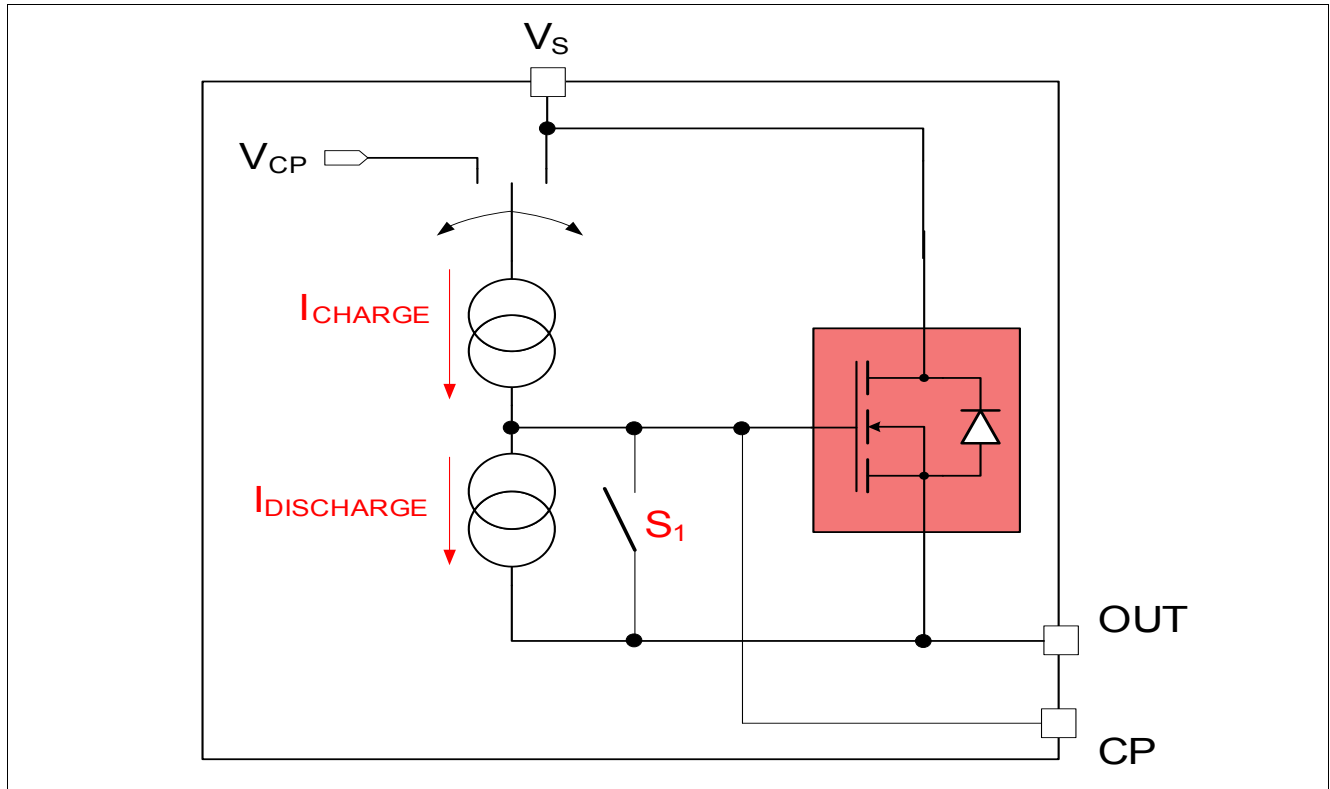 VS
VCP
ICHARGE
IDISCHARGE
S1
OUT
CP